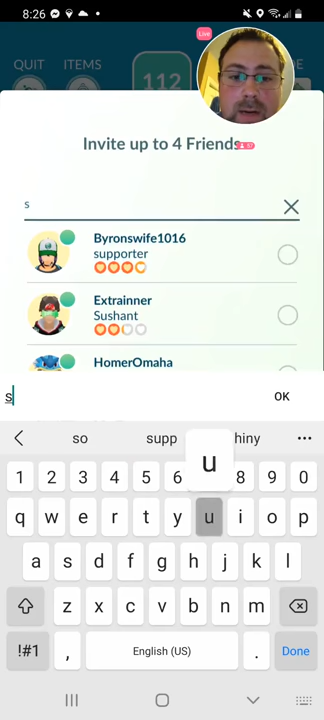 8:26
Live
QUIT ITEMS
112
Invite up to 4 Friends
s
Byronswife1016
supporter
Extrainner
Sushant
HomerOmaha
s OK
so supp hiny
u
1 2 3 4 5 6 8 9 0
q w e r t y u i o p
a s d f g h j k l
z x c v b n m
!#1 , English (US) . Done